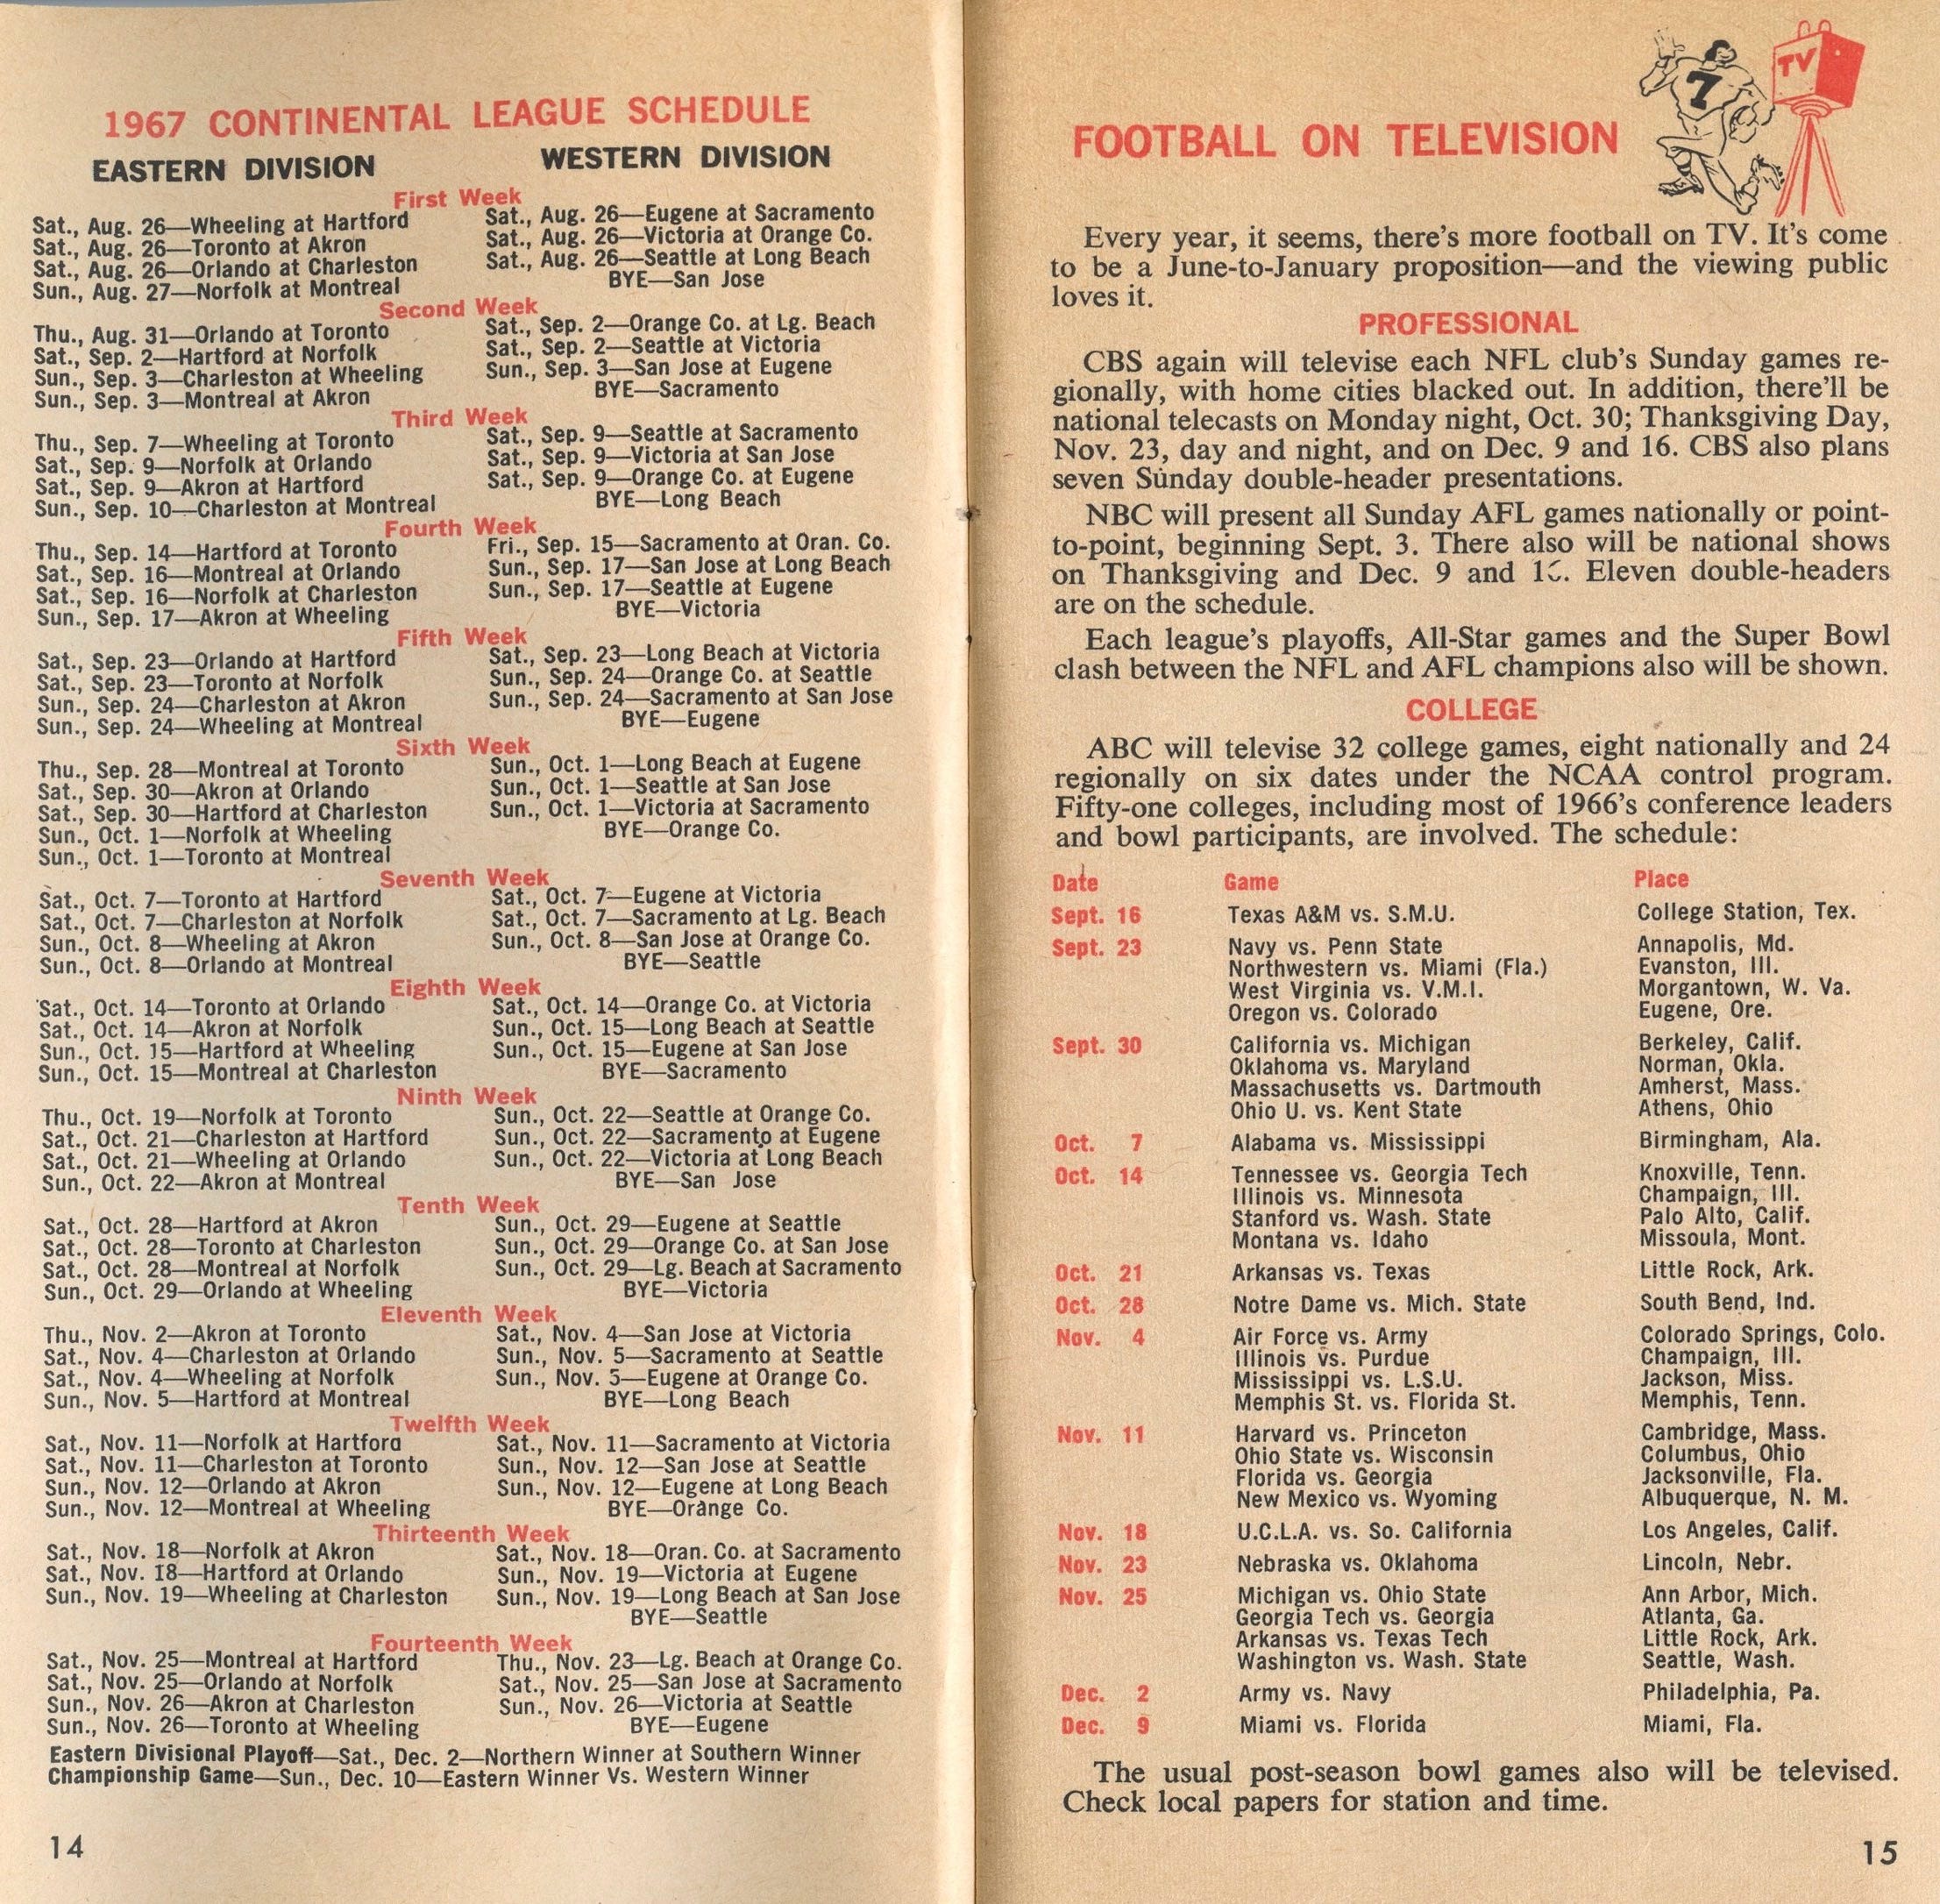 1967 CONTINENTAL LEAGUE SCHEDULE
EASTERN DIVISION
WESTERN DIVISION
First Week
Sat., Aug. 26—Wheeling at Hartford
Sat., Aug. 26—Toronto at Akron
Sat., Aug. 26—Orlando at Charleston
Sun., Aug. 27—Norfolk at Montreal
Sat., Aug. 26—Eugene at Sacramento
Sat., Aug. 26—Victoria at Orange Co.
Sat., Aug. 26—Seattle at Long Beach
BYE—San Jose
Second Week
Thu., Aug. 31—Orlando at Toronto
Sat., Sep. 2—Hartford at Norfolk
Sun., Sep. 3—Charleston at Wheeling
Sun., Sep. 3—Montreal at Akron
Sat., Sep. 2—Orange Co. at Lg. Beach
Sat., Sep. 2—Seattle at Victoria
Sun., Sep. 3—San Jose at Eugene
BYE—Sacramento
Third Week
Thu., Sep. 7—Wheeling at Toronto
Sat., Sep. 9—Norfolk at Orlando
Sat., Sep. 9—Akron at Hartford
Sun., Sep. 10—Charleston at Montreal
Sat., Sep. 9—Seattle at Sacramento
Sat., Sep. 9—Victoria at San Jose
Sat., Sep. 9—Orange Co. at Eugene
BYE—Long Beach
Fourth Week
Thu., Sep. 14—Hartford at Toronto
Sat., Sep. 16—Montreal at Orlando
Sat., Sep. 16—Norfolk at Charleston
Sun., Sep. 17—Akron at Wheeling
Fri., Sep. 15—Sacramento at Oran. Co.
Sun., Sep. 17—San Jose at Long Beach
Sun., Sep. 17—Seattle at Eugene
BYE—Victoria
Fifth Week
Sat., Sep. 23—Orlando at Hartford
Sat., Sep. 23—Toronto at Norfolk
Sun., Sep. 24—Charleston at Akron
Sun., Sep. 24—Wheeling at Montreal
Sat., Sep. 23—Long Beach at Victoria
Sun., Sep. 24—Orange Co. at Seattle
Sun., Sep. 24—Sacramento at San Jose
BYE—Eugene
Sixth Week
Thu., Sep. 28—Montreal at Toronto
Sat., Sep. 30—Akron at Orlando
Sat., Sep. 30—Hartford at Charleston
Sun., Oct. 1—Norfolk at Wheeling
Sun., Oct. 1—Toronto at Montreal
Sun., Oct. 1—Long Beach at Eugene
Sun., Oct. 1—Seattle at San Jose
Sun., Oct. 1—Victoria at Sacramento
BYE—Orange Co.
Seventh Week
Sat., Oct. 7—Toronto at Hartford
Sat., Oct. 7—Charleston at Norfolk
Sun., Oct. 8—Wheeling at Akron
Sun., Oct. 8—Orlando at Montreal
Sat., Oct. 7—Eugene at Victoria
Sat., Oct. 7—Sacramento at Lg. Beach
Sun., Oct. 8—San Jose at Orange Co.
BYE—Seattle
Eighth Week
Sat., Oct. 14—Toronto at Orlando
Sat., Oct. 14—Akron at Norfolk
Sun., Oct. 15—Hartford at Wheeling
Sun., Oct. 15—Montreal at Charleston
Sat., Oct. 14—Orange Co. at Victoria
Sun., Oct. 15—Long Beach at Seattle
Sun., Oct. 15—Eugene at San Jose
BYE—Sacramento
Ninth Week
Thu., Oct. 19—Norfolk at Toronto
Sat., Oct. 21—Charleston at Hartford
Sat., Oct. 21—Wheeling at Orlando
Sun., Oct. 22—Akron at Montreal
Sun., Oct. 22—Seattle at Orange Co.
Sun., Oct. 22—Sacramento at Eugene
Sun., Oct. 22—Victoria at Long Beach
BYE—San Jose
Tenth Week
Sat., Oct. 28—Hartford at Akron
Sat., Oct. 28—Toronto at Charleston
Sat., Oct. 28—Montreal at Norfolk
Sun., Oct. 29—Orlando at Wheeling
Sun., Oct. 29—Eugene at Seattle
Sun., Oct. 29—Orange Co. at San Jose
Sun., Oct. 29—Lg. Beach at Sacramento
BYE—Victoria
Eleventh Week
Thu., Nov. 2—Akron at Toronto
Sat., Nov. 4—Charleston at Orlando
Sat., Nov. 4—Wheeling at Norfolk
Sun., Nov. 5—Hartford at Montreal
Sat., Nov. 4—San Jose at Victoria
Sun., Nov. 5—Sacramento at Seattle
Sun., Nov. 5—Eugene at Orange Co.
BYE—Long Beach
Twelfth Week
Sat., Nov. 11—Norfolk at Hartford
Sat., Nov. 11—Charleston at Toronto
Sun., Nov. 12—Orlando at Akron
Sun., Nov. 12—Montreal at Wheeling
Sat., Nov. 11—Sacramento at Victoria
Sun., Nov. 12—San Jose at Seattle
Sun., Nov. 12—Eugene at Long Beach
BYE—Orange Co.
Thirteenth Week
Sat., Nov. 18—Norfolk at Akron
Sat., Nov. 18—Hartford at Orlando
Sun., Nov. 19—Wheeling at Charleston
Sat., Nov. 18—Oran. Co. at Sacramento
Sun., Nov. 19—Victoria at Eugene
Sun., Nov. 19—Long Beach at San Jose
BYE—Seattle
Fourteenth Week
Sat., Nov. 25—Montreal at Hartford
Sat., Nov. 25—Orlando at Norfolk
Sun., Nov. 26—Akron at Charleston
Sun., Nov. 26—Toronto at Wheeling
Thu., Nov. 23—Lg. Beach at Orange Co.
Sat., Nov. 25—San Jose at Sacramento
Sun., Nov. 26—Victoria at Seattle
BYE—Eugene
Eastern Divisional Playoff—Sat., Dec. 2—Northern Winner at Southern Winner
Championship Game—Sun., Dec. 10—Eastern Winner Vs. Western Winner
14
FOOTBALL ON TELEVISION
7
TV
Every year, it seems, there's more football on TV. It's come
to be a June-to-January proposition—and the viewing public
loves it.
PROFESSIONAL
CBS again will televise each NFL club's Sunday games re-
gionally, with home cities blacked out. In addition, there'll be
national telecasts on Monday night, Oct. 30; Thanksgiving Day,
Nov. 23, day and night, and on Dec. 9 and 16. CBS also plans
seven Sunday double-header presentations.
NBC will present all Sunday AFL games nationally or point-
to-point, beginning Sept. 3. There also will be national shows
on Thanksgiving and Dec. 9 and 16. Eleven double-headers
are on the schedule.
Each league's playoffs, All-Star games and the Super Bowl
clash between the NFL and AFL champions also will be shown.
COLLEGE
ABC will televise 32 college games, eight nationally and 24
regionally on six dates under the NCAA control program.
Fifty-one colleges, including most of 1966's conference leaders
and bowl participants, are involved. The schedule:
Date Game Place
Sept. 16 Texas A&M vs. S.M.U. College Station, Tex.
Sept. 23 Navy vs. Penn State Annapolis, Md.
Northwestern vs. Miami (Fla.) Evanston, Ill.
West Virginia vs. V.M.I. Morgantown, W. Va.
Oregon vs. Colorado Eugene, Ore.
Sept. 30 California vs. Michigan Berkeley, Calif.
Oklahoma vs. Maryland Norman, Okla.
Massachusetts vs. Dartmouth Amherst, Mass.
Ohio U. vs. Kent State Athens, Ohio
Oct. 7 Alabama vs. Mississippi Birmingham, Ala.
Oct. 14 Tennessee vs. Georgia Tech Knoxville, Tenn.
Illinois vs. Minnesota Champaign, Ill.
Stanford vs. Wash. State Palo Alto, Calif.
Montana vs. Idaho Missoula, Mont.
Oct. 21 Arkansas vs. Texas Little Rock, Ark.
Oct. 28 Notre Dame vs. Mich. State South Bend, Ind.
Nov. 4 Air Force vs. Army Colorado Springs, Colo.
Illinois vs. Purdue Champaign, Ill.
Mississippi vs. L.S.U. Jackson, Miss.
Memphis St. vs. Florida St. Memphis, Tenn.
Nov. 11 Harvard vs. Princeton Cambridge, Mass.
Ohio State vs. Wisconsin Columbus, Ohio
Florida vs. Georgia Jacksonville, Fla.
New Mexico vs. Wyoming Albuquerque, N. M.
Nov. 18 U.C.L.A. vs. So. California Los Angeles, Calif.
Nov. 23 Nebraska vs. Oklahoma Lincoln, Nebr.
Nov. 25 Michigan vs. Ohio State Ann Arbor, Mich.
Georgia Tech vs. Georgia Atlanta, Ga.
Arkansas vs. Texas Tech Little Rock, Ark.
Washington vs. Wash. State Seattle, Wash.
Dec. 2 Army vs. Navy Philadelphia, Pa.
Dec. 9 Miami vs. Florida Miami, Fla.
The usual post-season bowl games also will be televised.
Check local papers for station and time.
15